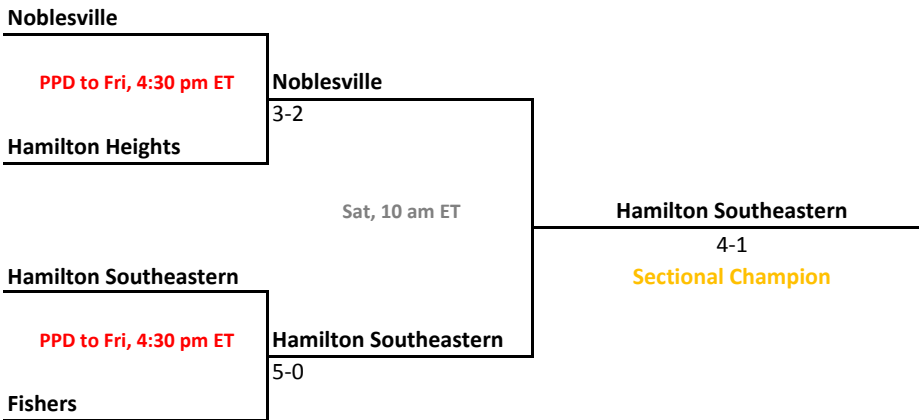 Noblesville
PPD to Fri, 4:30 pm ET
Noblesville
3-2
Hamilton Heights
Sat, 10 am ET
Hamilton Southeastern
4-1
Sectional Champion
Hamilton Southeastern
PPD to Fri, 4:30 pm ET
Hamilton Southeastern
5-0
Fishers